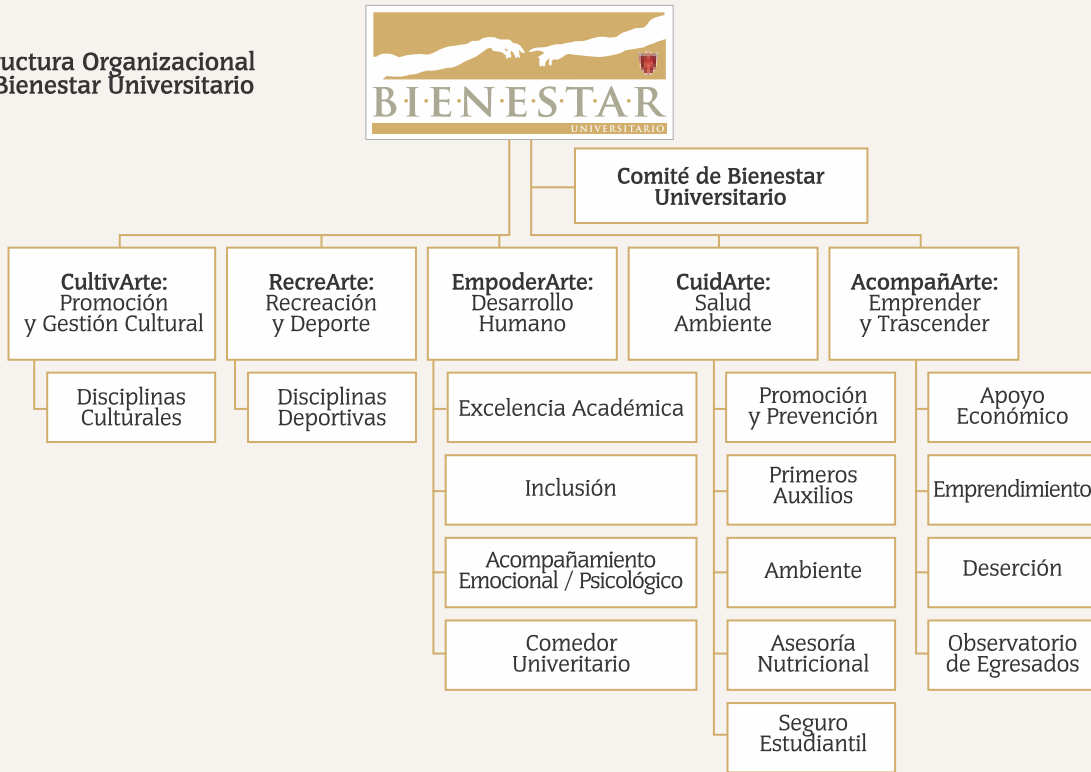 uctura Organizacional
Bienestar Universitario
B·I·E·N·E·S·T·A·R
UNIVERSITARIO
Comité de Bienestar
Universitario
CultivArte:
Promoción
y Gestión Cultural
RecreArte:
Recreación
y Deporte
EmpoderArte:
Desarrollo
Humano
CuidArte:
Salud
Ambiente
AcompañArte:
Emprender
y Trascender
Disciplinas
Culturales
Disciplinas
Deportivas
Excelencia Académica
Inclusión
Acompañamiento
Emocional / Psicológico
Comedor
Univeritario
Promoción
y Prevención
Primeros
Auxilios
Ambiente
Asesoría
Nutricional
Seguro
Estudiantil
Apoyo
Económico
Emprendimiento
Deserción
Observatorio
de Egresados